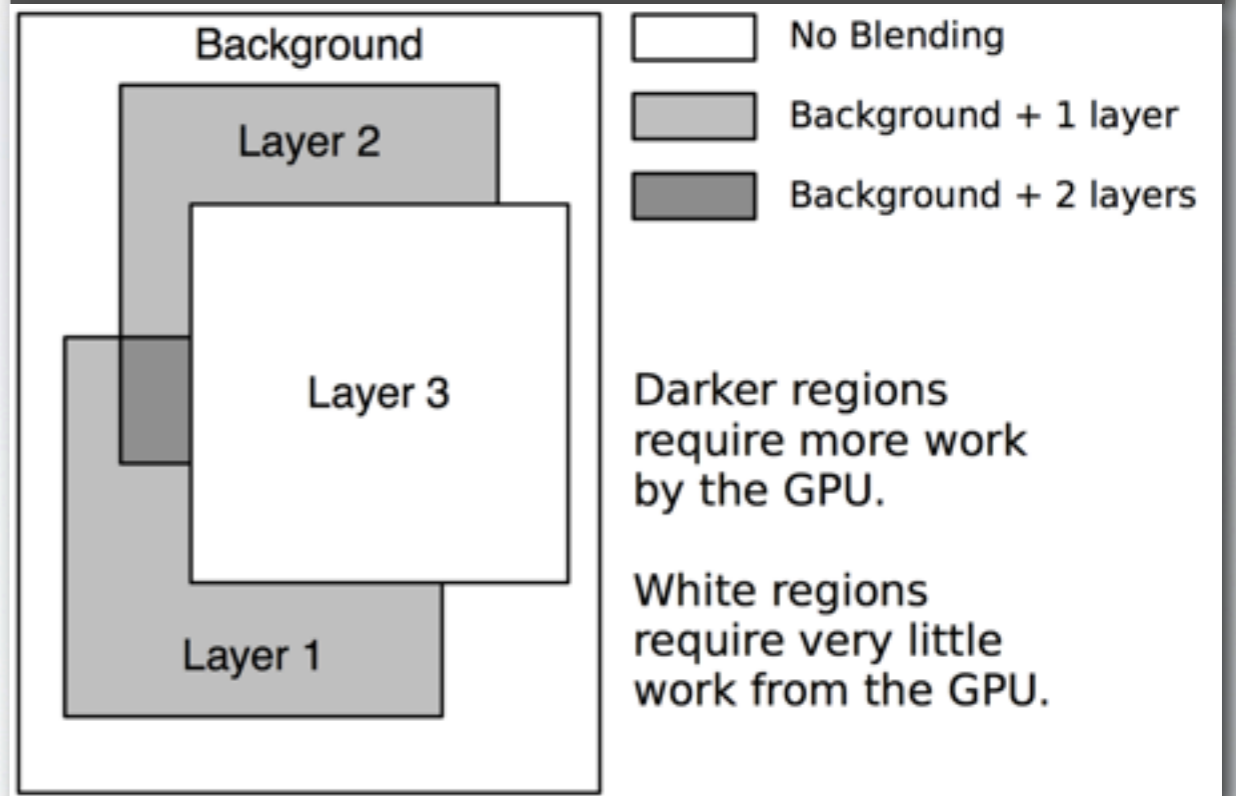 Background
Layer 2
Layer 3
Layer 1
No Blending
Background + 1 layer
Background + 2 layers
Darker regions
require more work
by the GPU.
White regions
require very little
work from the GPU.